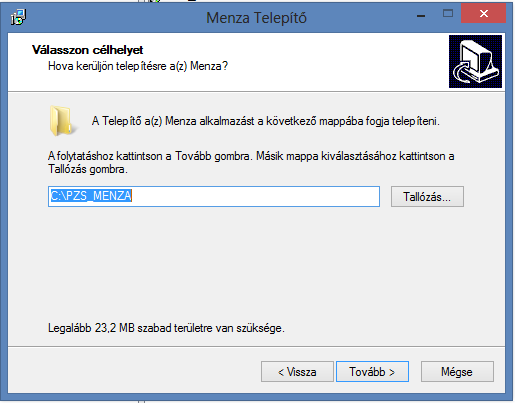 Menza Telepítő
Válasszon célhelyet
Hova kerüljön telepítésre a(z) Menza?
A Telepítő a(z) Menza alkalmazást a következő mappába fogja telepíteni.
A folytatáshoz kattintson a Tovább gombra. Másik mappa kiválasztásához kattintson a
Tallózás gombra.
C:\PZS_MENZA
Tallózás...
Legalább 23,2 MB szabad területre van szüksége.
< Vissza
Tovább >
Mégse